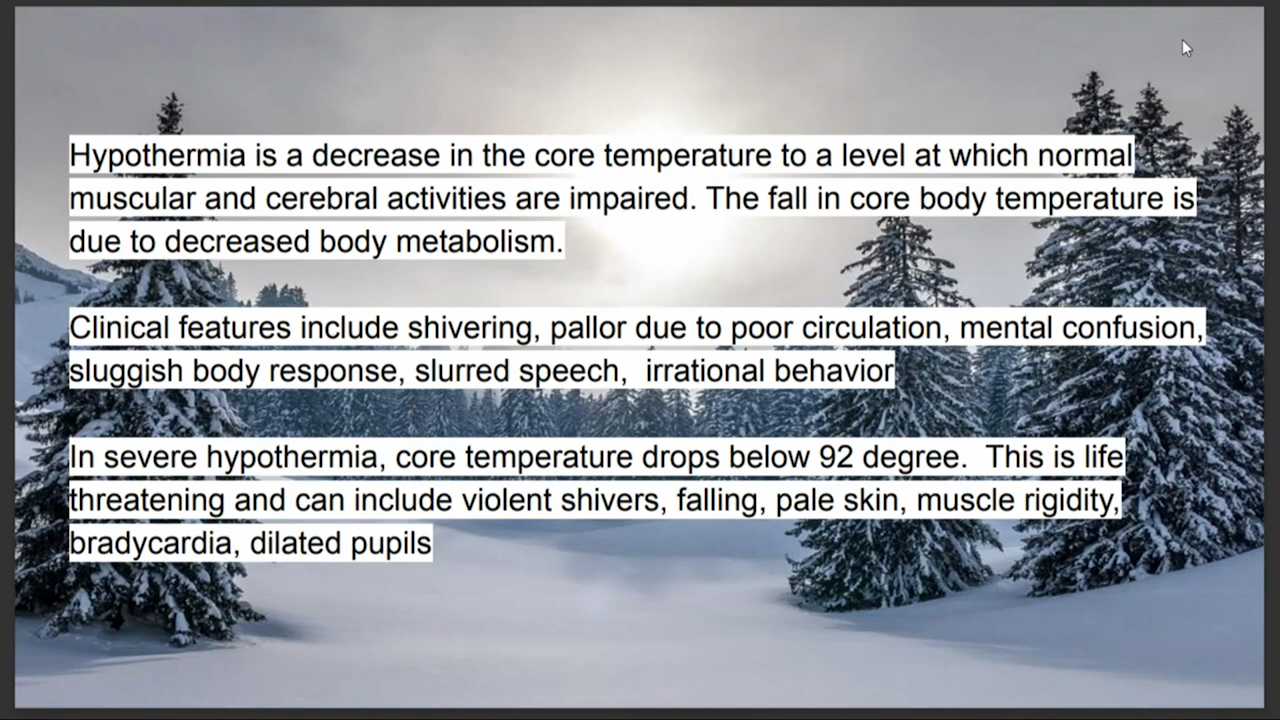 Hypothermia is a decrease in the core temperature to a level at which normal
muscular and cerebral activities are impaired. The fall in core body temperature is
due to decreased body metabolism.
Clinical features include shivering, pallor due to poor circulation, mental confusion,
sluggish body response, slurred speech,  irrational behavior
In severe hypothermia, core temperature drops below 92 degree.  This is life
threatening and can include violent shivers, falling, pale skin, muscle rigidity,
bradycardia, dilated pupils